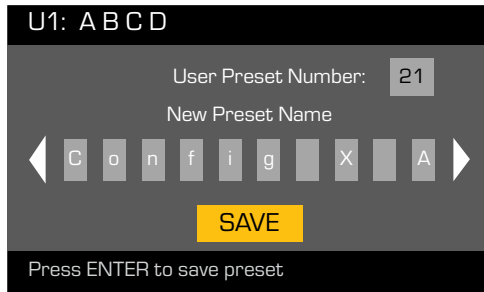 U1: A B C D
User Preset Number: 21
New Preset Name
C o n f i g X A
SAVE
Press ENTER to save preset